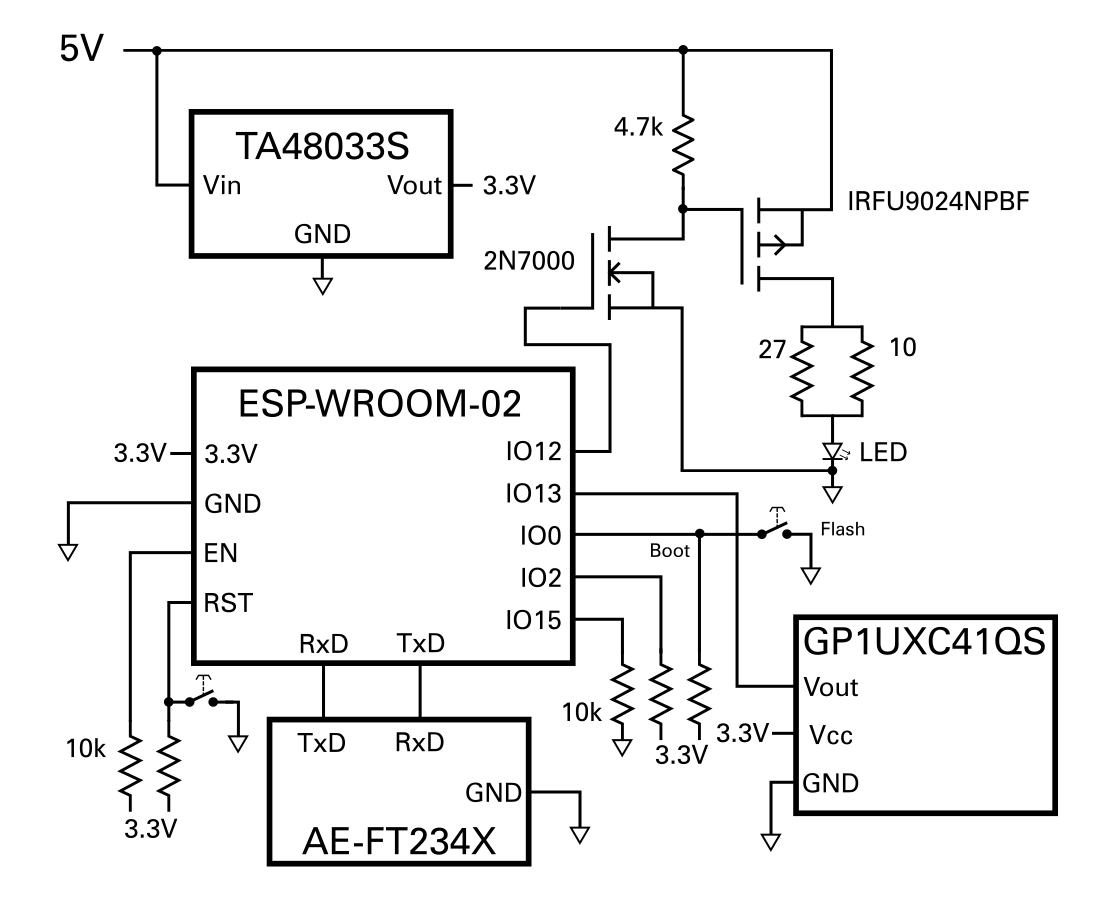 5V
TA48033S
Vin
Vout
3.3V
GND
4.7k
IRFU9024NPBF
2N7000
27
10
LED
ESP-WROOM-02
3.3V
3.3V
GND
EN
RST
IO12
IO13
IO0
IO2
IO15
RxD
TxD
Boot
Flash
10k
3.3V
10k
3.3V
TxD
RxD
GND
AE-FT234X
GP1UXC41QS
Vout
3.3V
Vcc
GND